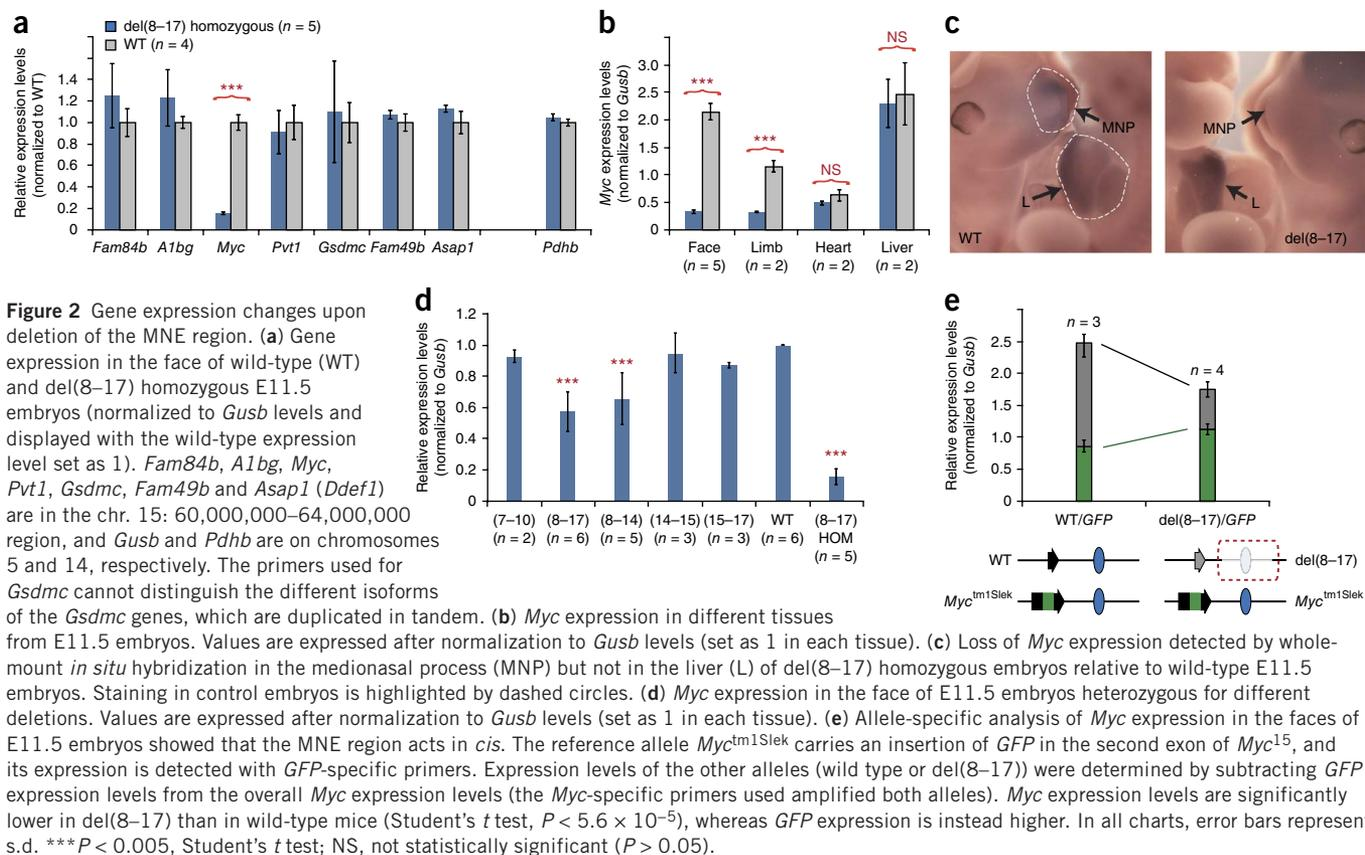 a
del(8–17) homozygous (n = 5)
WT (n = 4)
Relative expression levels
(normalized to WT)
1.4
1.2
1.0
0.8
0.6
0.4
0.2
0
***
Fam84b A1bg Myc Pvt1 Gsdmc Fam49b Asap1 Pdhb
b
Myc expression levels
(normalized to Gusb)
3.0
2.5
2.0
1.5
1.0
0.5
0
***
***
NS
NS
Face Limb Heart Liver
(n = 5) (n = 2) (n = 2) (n = 2)
c
MNP
L
WT
MNP
L
del(8–17)
Figure 2 Gene expression changes upon
deletion of the MNE region. (a) Gene
expression in the face of wild-type (WT)
and del(8–17) homozygous E11.5
embryos (normalized to Gusb levels and
displayed with the wild-type expression
level set as 1). Fam84b, A1bg, Myc,
Pvt1, Gsdmc, Fam49b and Asap1 (Ddef1)
are in the chr. 15: 60,000,000–64,000,000
region, and Gusb and Pdhb are on chromosomes
5 and 14, respectively. The primers used for
Gsdmc cannot distinguish the different isoforms
d
Relative expression levels
(normalized to Gusb)
1.2
1.0
0.8
0.6
0.4
0.2
0
***
***
***
(7–10) (8–17) (8–14) (14–15) (15–17) WT (8–17)
(n = 2) (n = 6) (n = 5) (n = 3) (n = 3) (n = 6) HOM
(n = 5)
e
Relative expression levels
(normalized to Gusb)
2.5
2.0
1.5
1.0
0.5
0
n = 3
n = 4
WT/GFP del(8–17)/GFP
WT del(8–17)
Myctm1Slek Myctm1Slek
of the Gsdmc genes, which are duplicated in tandem. (b) Myc expression in different tissues
from E11.5 embryos. Values are expressed after normalization to Gusb levels (set as 1 in each tissue). (c) Loss of Myc expression detected by whole-
mount in situ hybridization in the medionasal process (MNP) but not in the liver (L) of del(8–17) homozygous embryos relative to wild-type E11.5
embryos. Staining in control embryos is highlighted by dashed circles. (d) Myc expression in the face of E11.5 embryos heterozygous for different
deletions. Values are expressed after normalization to Gusb levels (set as 1 in each tissue). (e) Allele-specific analysis of Myc expression in the faces of
E11.5 embryos showed that the MNE region acts in cis. The reference allele Myctm1Slek carries an insertion of GFP in the second exon of Myc15, and
its expression is detected with GFP-specific primers. Expression levels of the other alleles (wild type or del(8–17)) were determined by subtracting GFP
expression levels from the overall Myc expression levels (the Myc-specific primers used amplified both alleles). Myc expression levels are significantly
lower in del(8–17) than in wild-type mice (Student's t test, P < 5.6 × 10−5), whereas GFP expression is instead higher. In all charts, error bars represen
s.d. ***P < 0.005, Student's t test; NS, not statistically significant (P > 0.05).